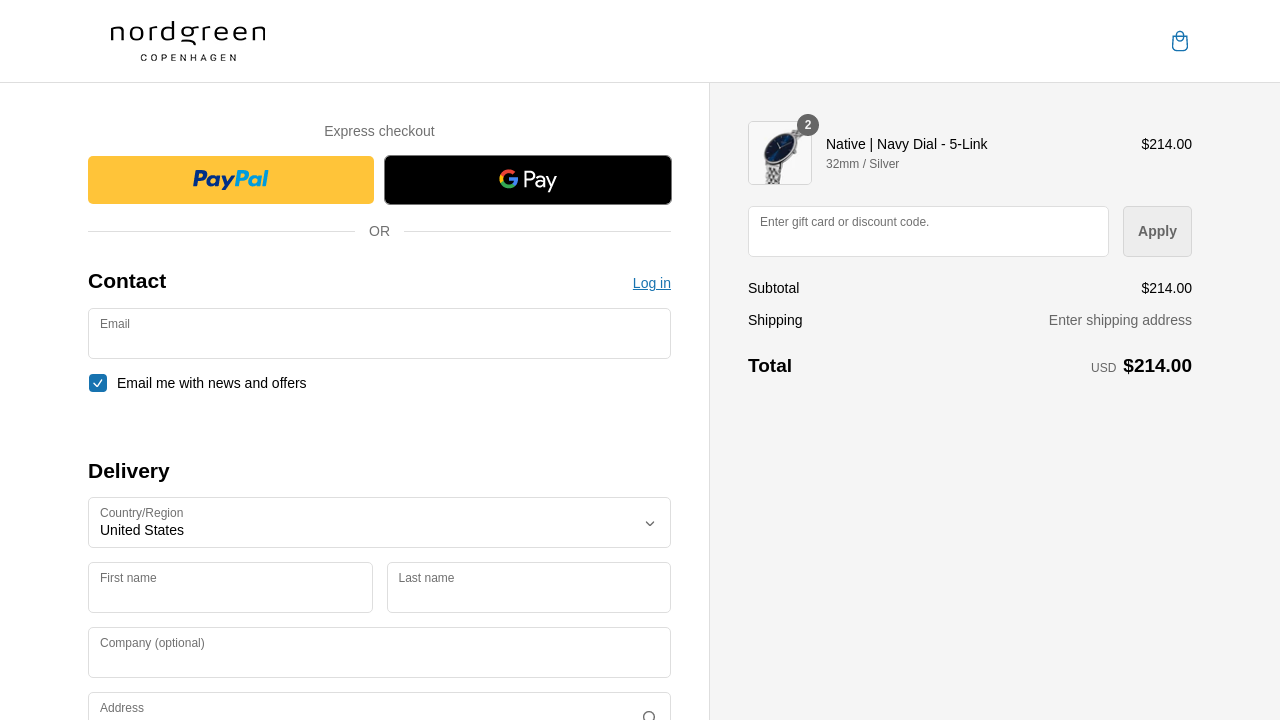 nordgreen
COPENHAGEN
Express checkout
PayPal
G Pay
OR
Contact
Log in
Email
Email me with news and offers
Delivery
Country/Region
United States
First name
Last name
Company (optional)
Address
2
Native | Navy Dial - 5-Link
$214.00
32mm / Silver
Enter gift card or discount code.
Apply
Subtotal
$214.00
Shipping
Enter shipping address
Total
USD $214.00